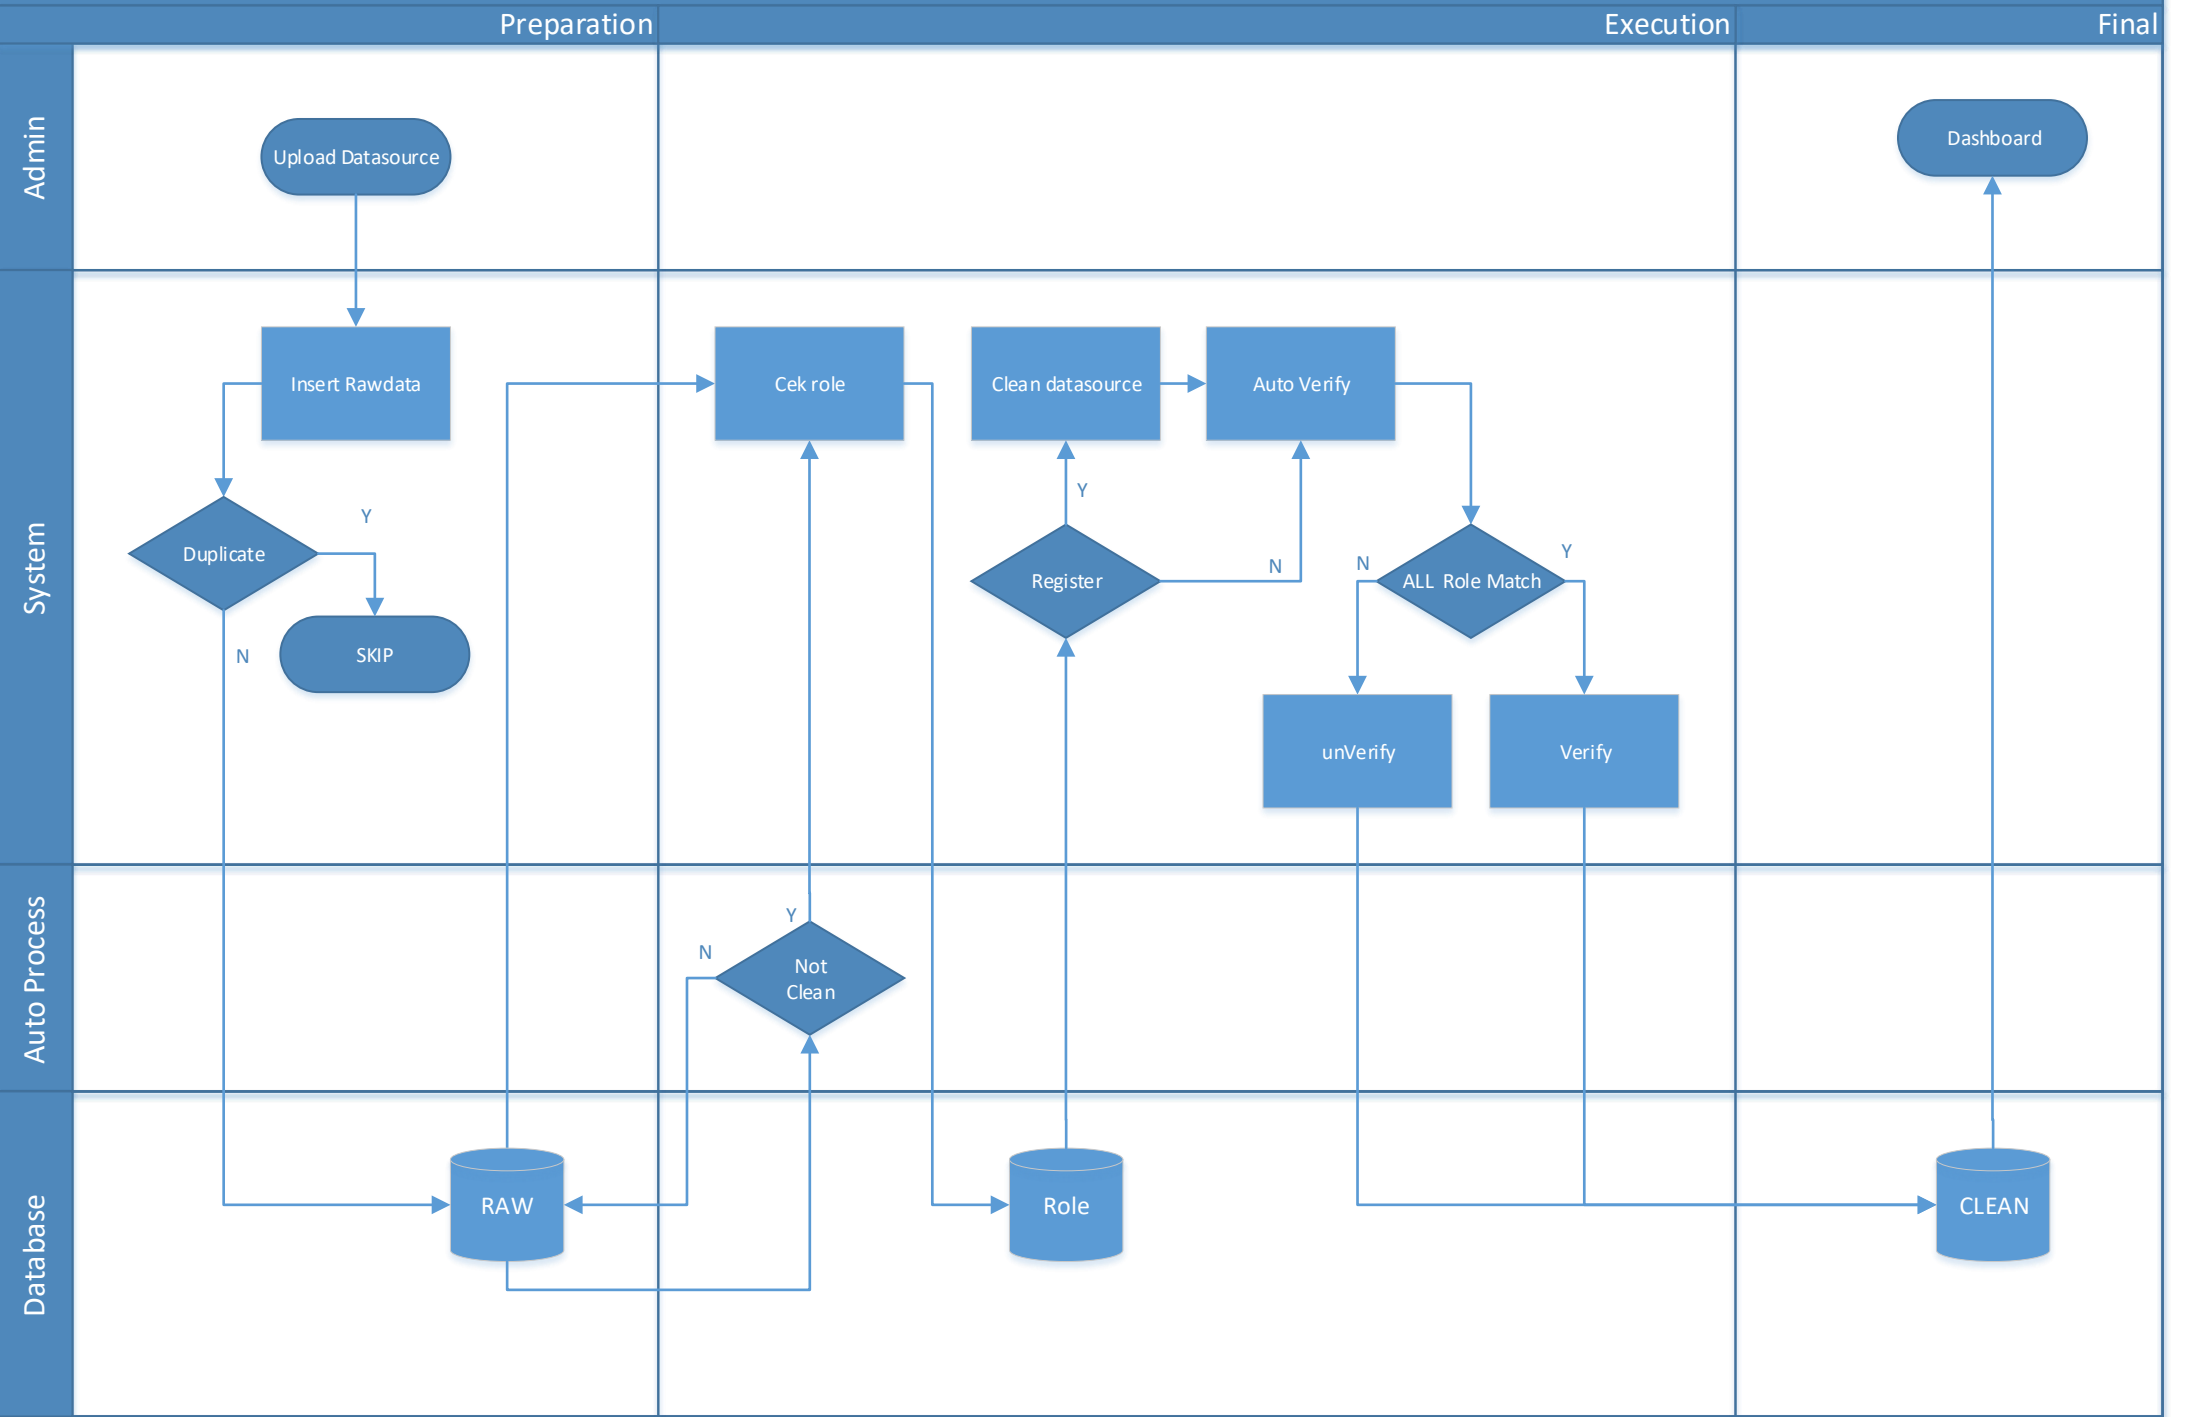 Preparation
Execution
Final
Admin
Upload Datasource
Dashboard
System
Insert Rawdata
Cek role
Clean datasource
Auto Verify
Y
Y
Duplicate
Y
N
N
Register
ALL Role Match
N
SKIP
unVerify
Verify
Auto Process
Y
N
Not
Clean
Database
RAW
Role
CLEAN